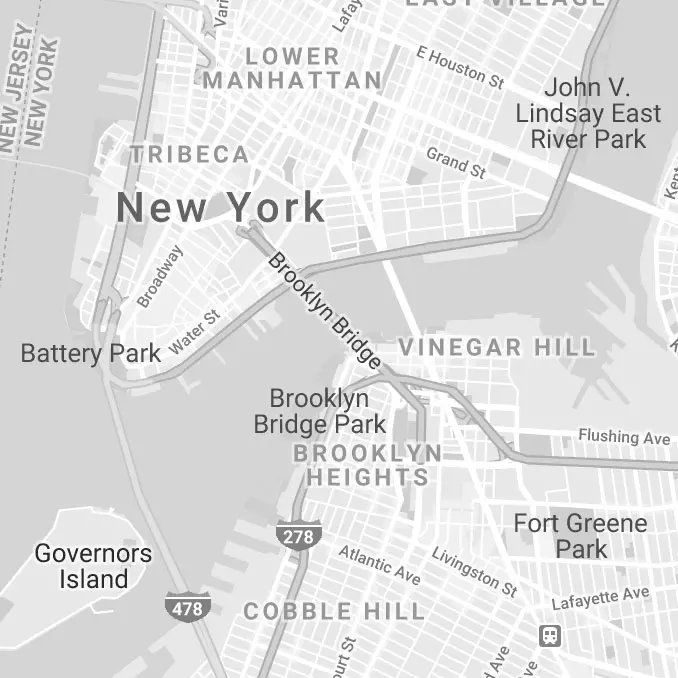 EAST VILLAGE
LOWER
MANHATTAN
E Houston St
John V.
Lindsay East
River Park
NEW JERSEY
NEW YORK
TRIBECA
Grand St
New York
Broadway
Water St
Brooklyn Bridge
Battery Park
VINEGAR HILL
Brooklyn
Bridge Park
BROOKLYN
HEIGHTS
Flushing Ave
278
Fort Greene
Park
Governors
Island
Atlantic Ave
Livingston St
478
COBBLE HILL
Lafayette Ave